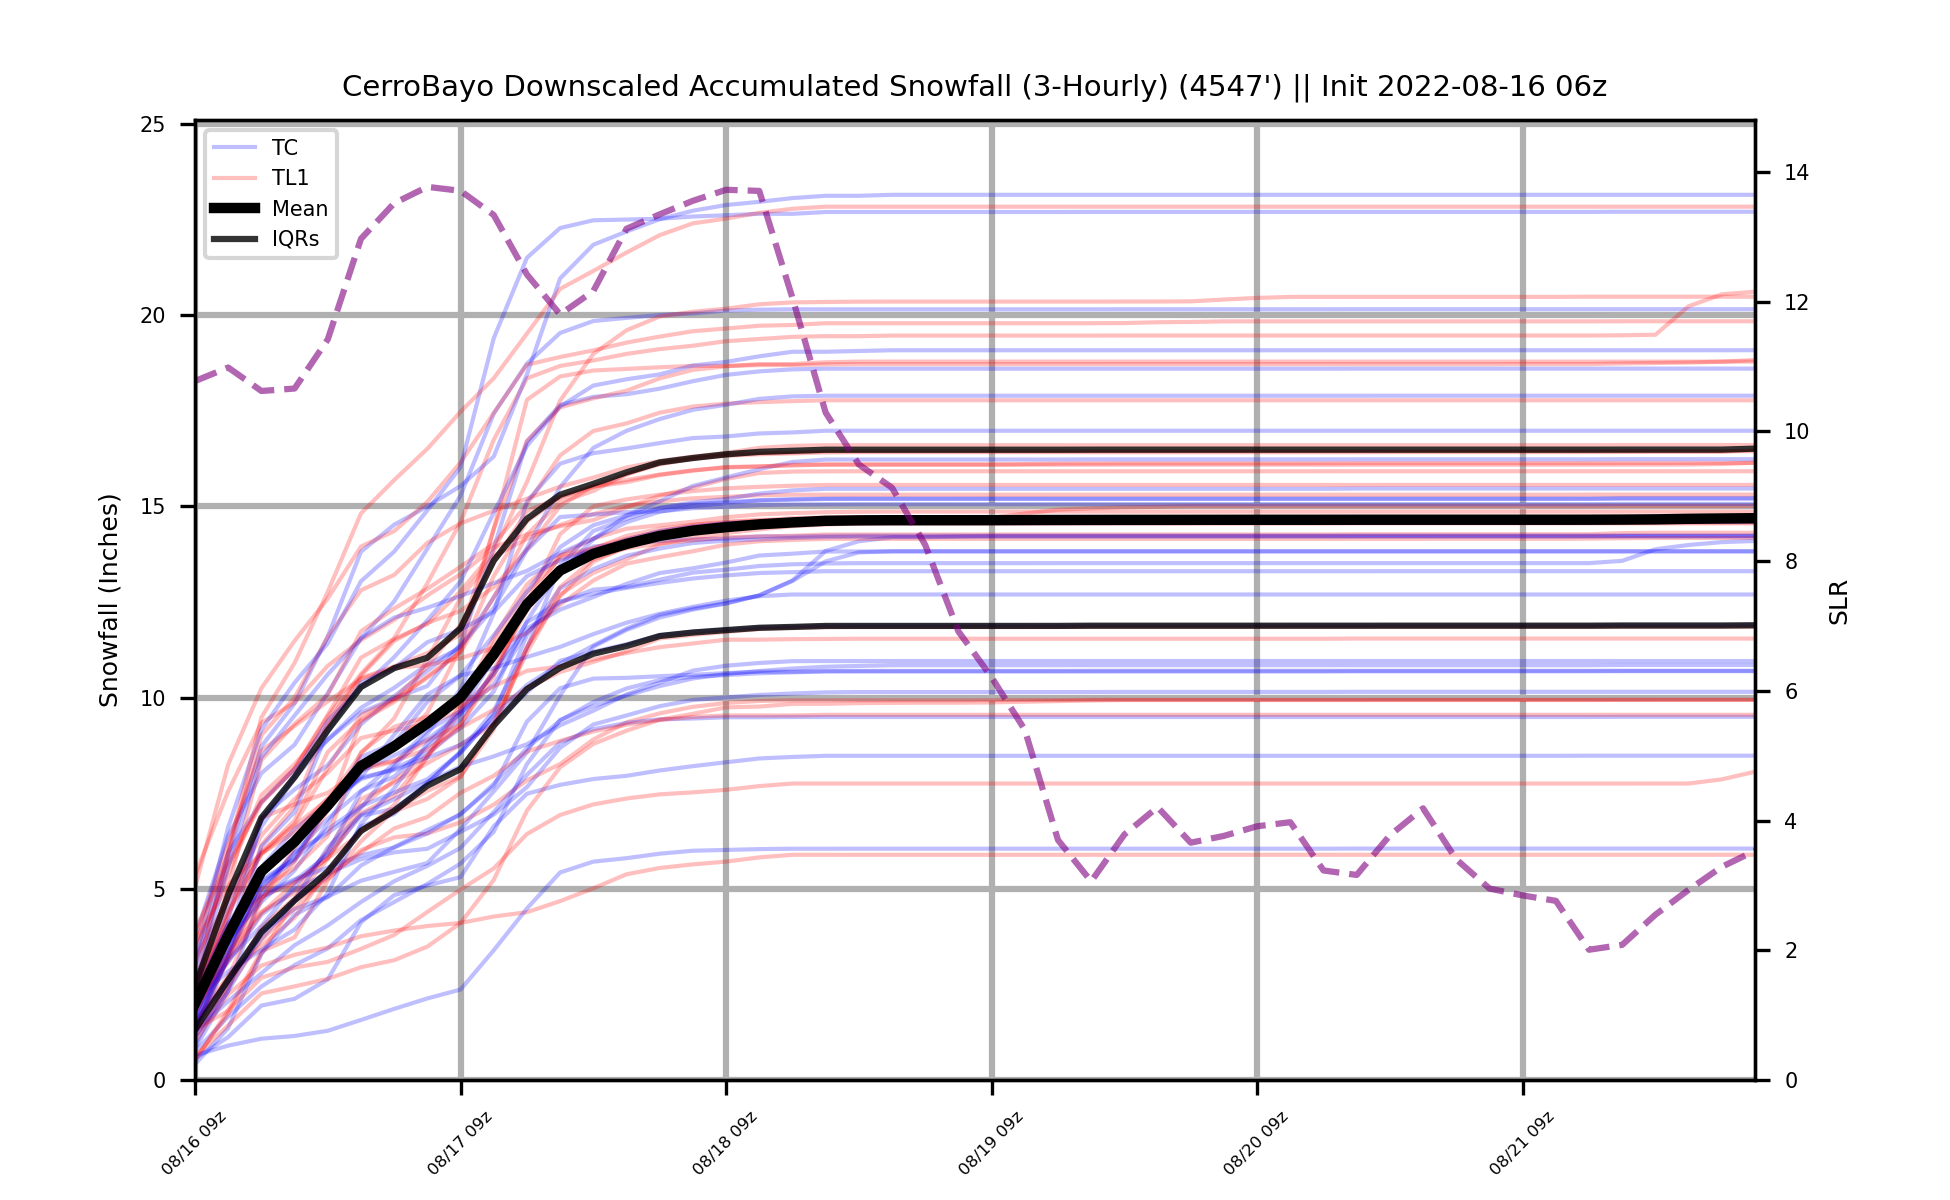 CerroBayo Downscaled Accumulated Snowfall (3-Hourly) (4547') || Init 2022-08-16 06z
TC
TL1
Mean
IQRs
Snowfall (Inches)
25
20
15
10
5
0
SLR
14
12
10
8
6
4
2
0
08/16 09z
08/17 09z
08/18 09z
08/19 09z
08/20 09z
08/21 09z